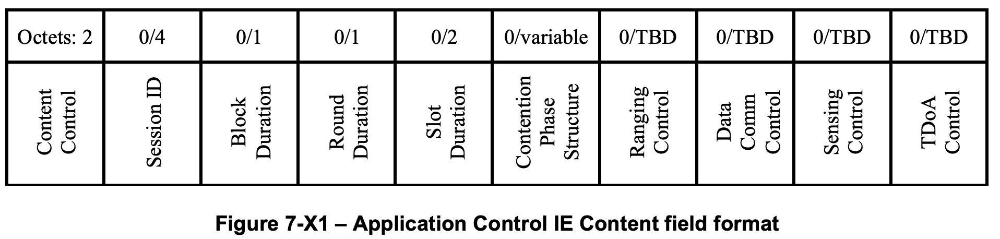 Octets: 2 0/4 0/1 0/1 0/2 0/variable 0/TBD 0/TBD 0/TBD 0/TBD
Content
Control
Session ID
Block
Duration
Round
Duration
Slot
Duration
Contention
Phase
Structure
Ranging
Control
Data
Comm
Control
Sensing
Control
TDoA
Control
Figure 7-X1 – Application Control IE Content field format